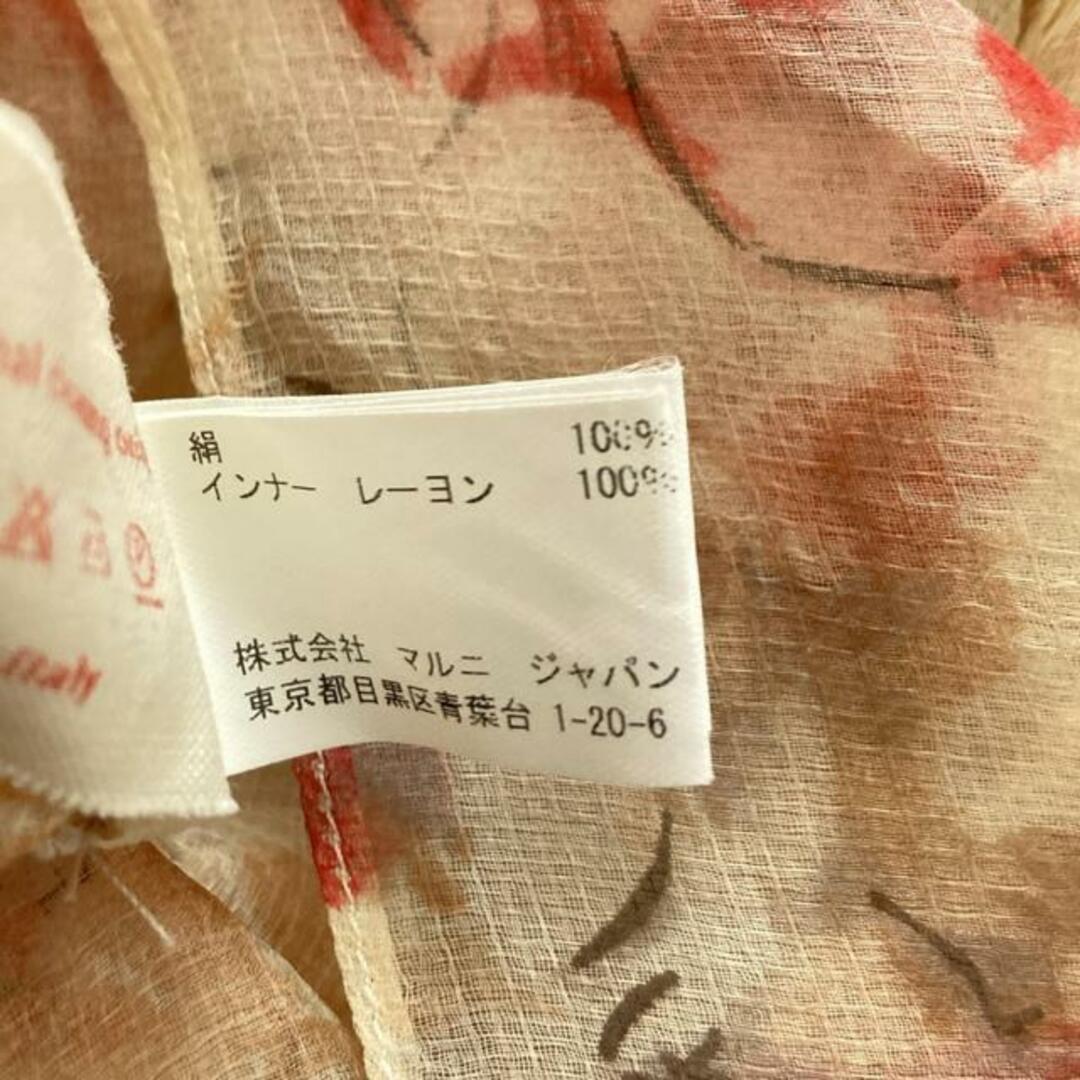 絹 100%
インナー レーヨン 100%
株式会社 マルニ ジャパン
東京都目黒区青葉台 1-20-6